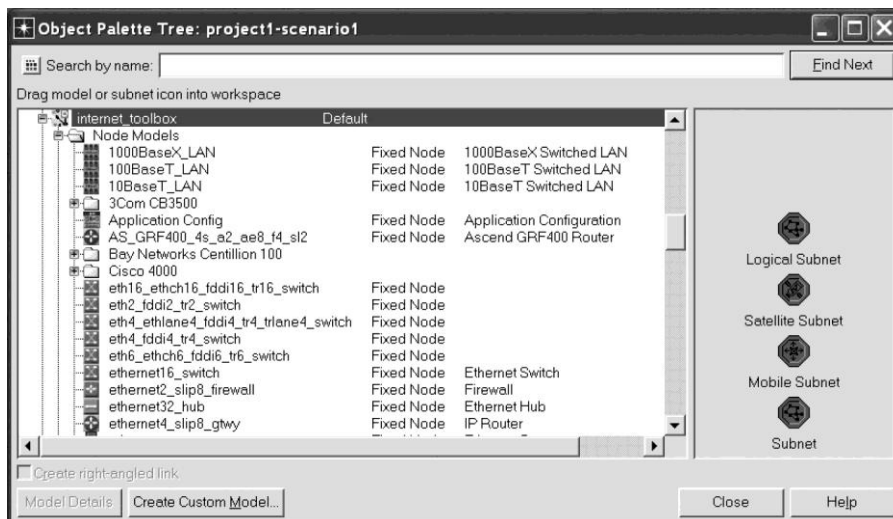 Object Palette Tree: project1-scenario1
Search by name: Find Next
Drag model or subnet icon into workspace
internet_toolbox Default
Node Models
1000BaseX_LAN Fixed Node 1000BaseX Switched LAN
100BaseT_LAN Fixed Node 100BaseT Switched LAN
10BaseT_LAN Fixed Node 10BaseT Switched LAN
3Com CB3500
Application Config Fixed Node Application Configuration
AS_GRF400_4s_a2_ae8_f4_sl2 Fixed Node Ascend GRF400 Router
Bay Networks Centillion 100
Cisco 4000
eth16_ethch16_fddi16_tr16_switch Fixed Node
eth2_fddi2_tr2_switch Fixed Node
eth4_ethlane4_fddi4_tr4_trlane4_switch Fixed Node
eth4_fddi4_tr4_switch Fixed Node
eth6_ethch6_fddi6_tr6_switch Fixed Node
ethernet16_switch Fixed Node Ethernet Switch
ethernet2_slip8_firewall Fixed Node Firewall
ethernet32_hub Fixed Node Ethernet Hub
ethernet4_slip8_gtwy Fixed Node IP Router
Logical Subnet
Satellite Subnet
Mobile Subnet
Subnet
Create right-angled link
Model Details Create Custom Model... Close Help